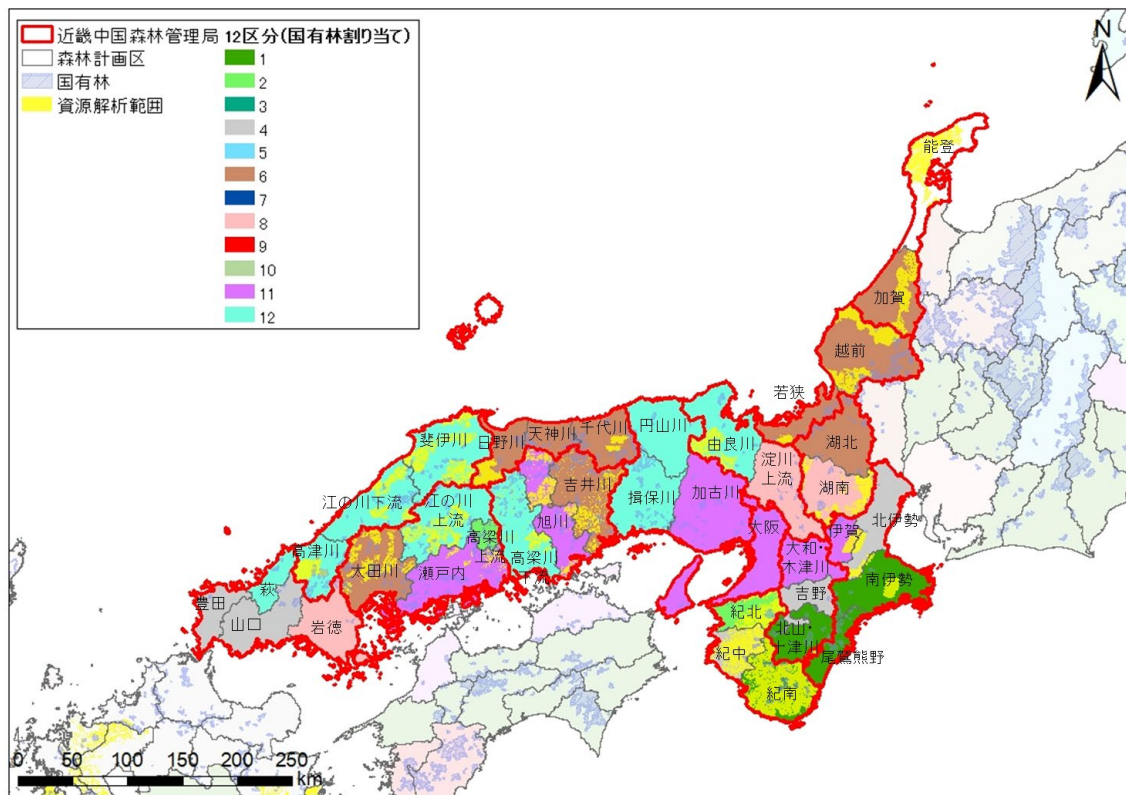 近畿中国森林管理局 12区分(国有林割り当て)
森林計画区
国有林
資源解析範囲
1
2
3
4
5
6
7
8
9
10
11
12
N
能登
加賀
越前
若狭
湖北
湖南
淀川
上流
由良川
円山川
千代川
天神川
日野川
斐伊川
江の川下流
江の川
上流
高梁川
上流
高梁川
下流
旭川
吉井川
揖保川
加古川
大阪
大和・
木津川
伊賀
北伊勢
南伊勢
吉野
北山・
十津川
尾鷲熊野
紀北
紀中
紀南
高津川
太田川
瀬戸内
萩
豊田
山口
岩徳
0 50 100 150 200 250
km